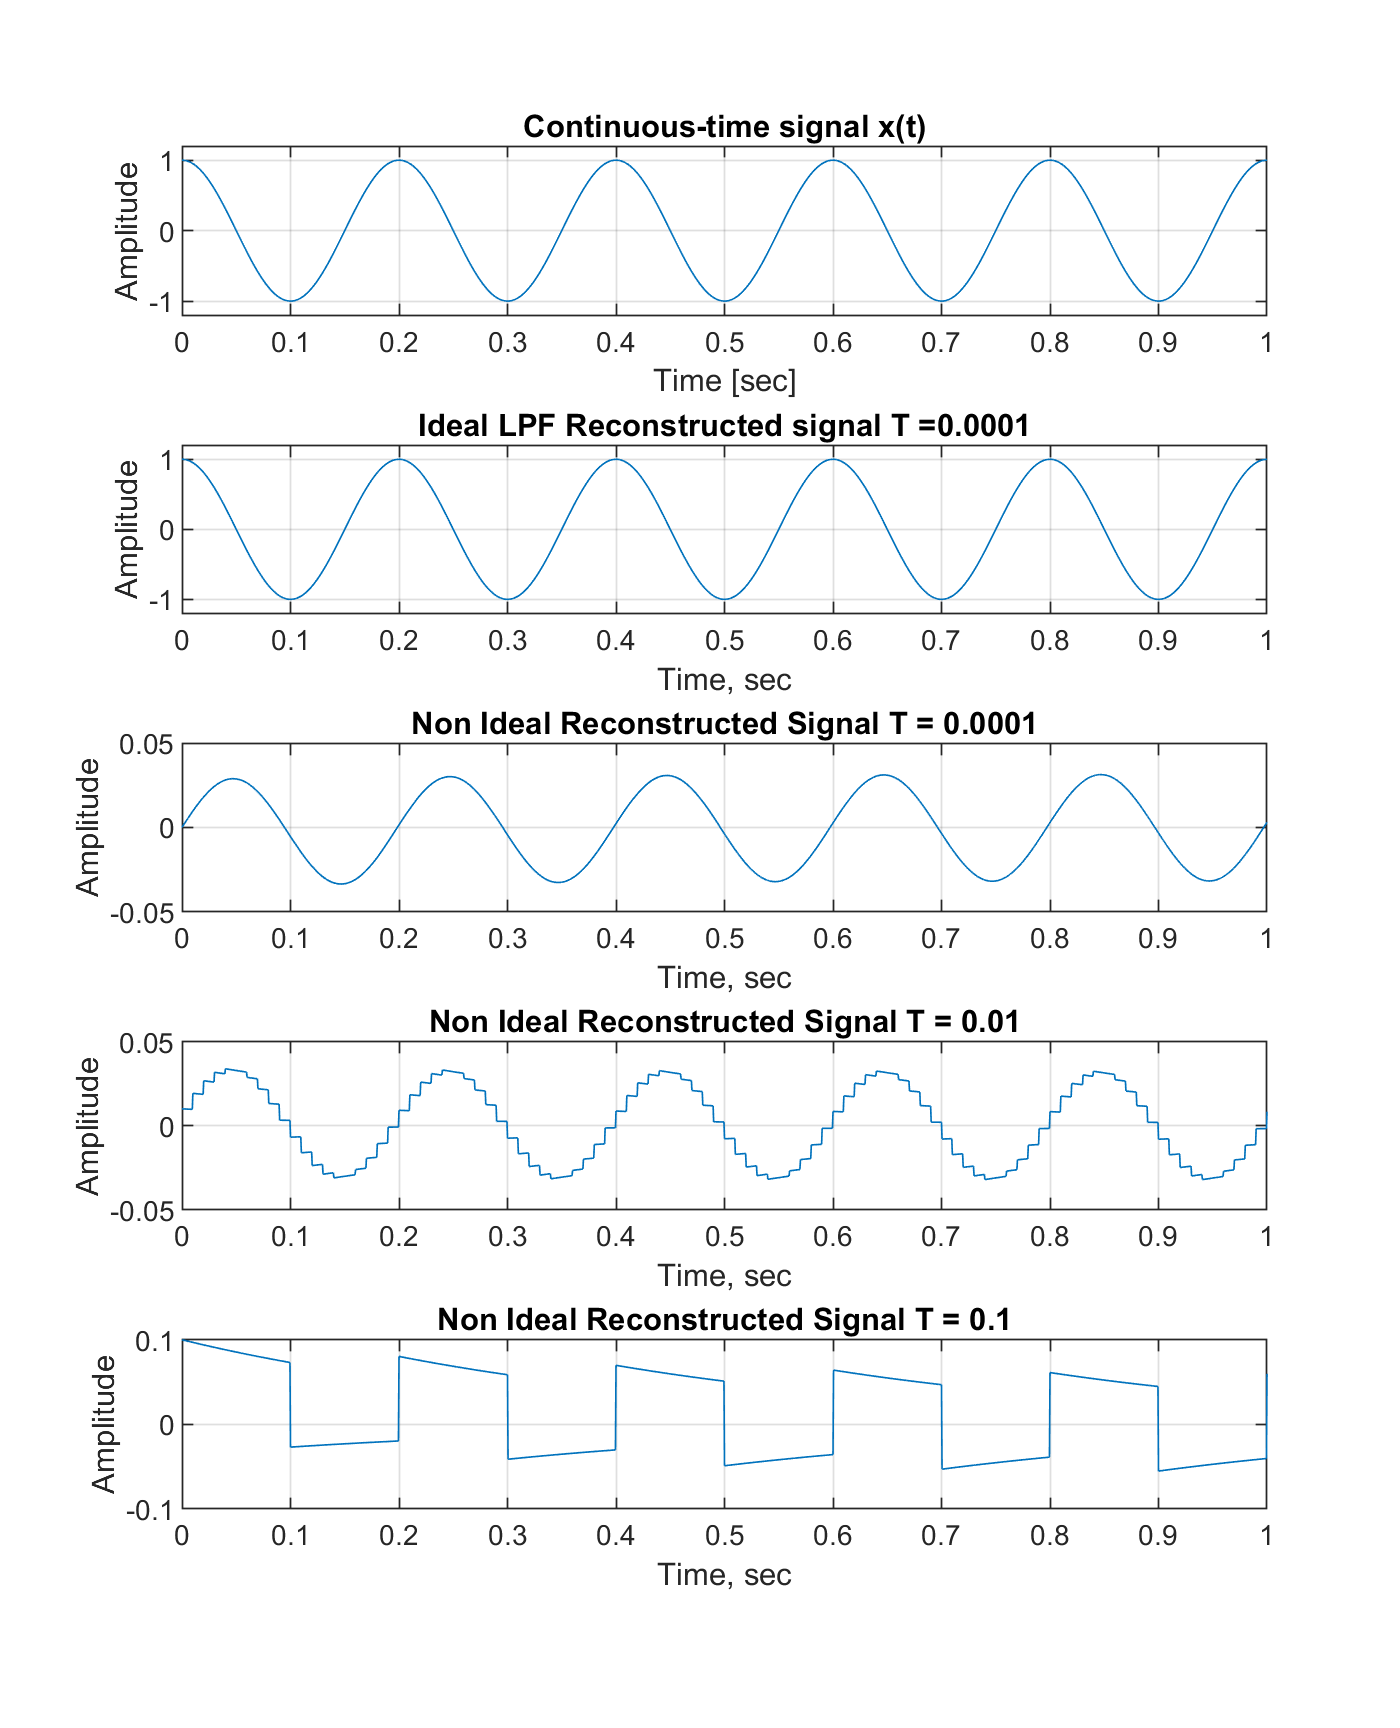 Continuous-time signal x(t)
Amplitude
1
0
-1
0 0.1 0.2 0.3 0.4 0.5 0.6 0.7 0.8 0.9 1
Time [sec]
Ideal LPF Reconstructed signal T =0.0001
Amplitude
1
0
-1
0 0.1 0.2 0.3 0.4 0.5 0.6 0.7 0.8 0.9 1
Time, sec
Non Ideal Reconstructed Signal T = 0.0001
Amplitude
0.05
0
-0.05
0 0.1 0.2 0.3 0.4 0.5 0.6 0.7 0.8 0.9 1
Time, sec
Non Ideal Reconstructed Signal T = 0.01
Amplitude
0.05
0
-0.05
0 0.1 0.2 0.3 0.4 0.5 0.6 0.7 0.8 0.9 1
Time, sec
Non Ideal Reconstructed Signal T = 0.1
Amplitude
0.1
0
-0.1
0 0.1 0.2 0.3 0.4 0.5 0.6 0.7 0.8 0.9 1
Time, sec